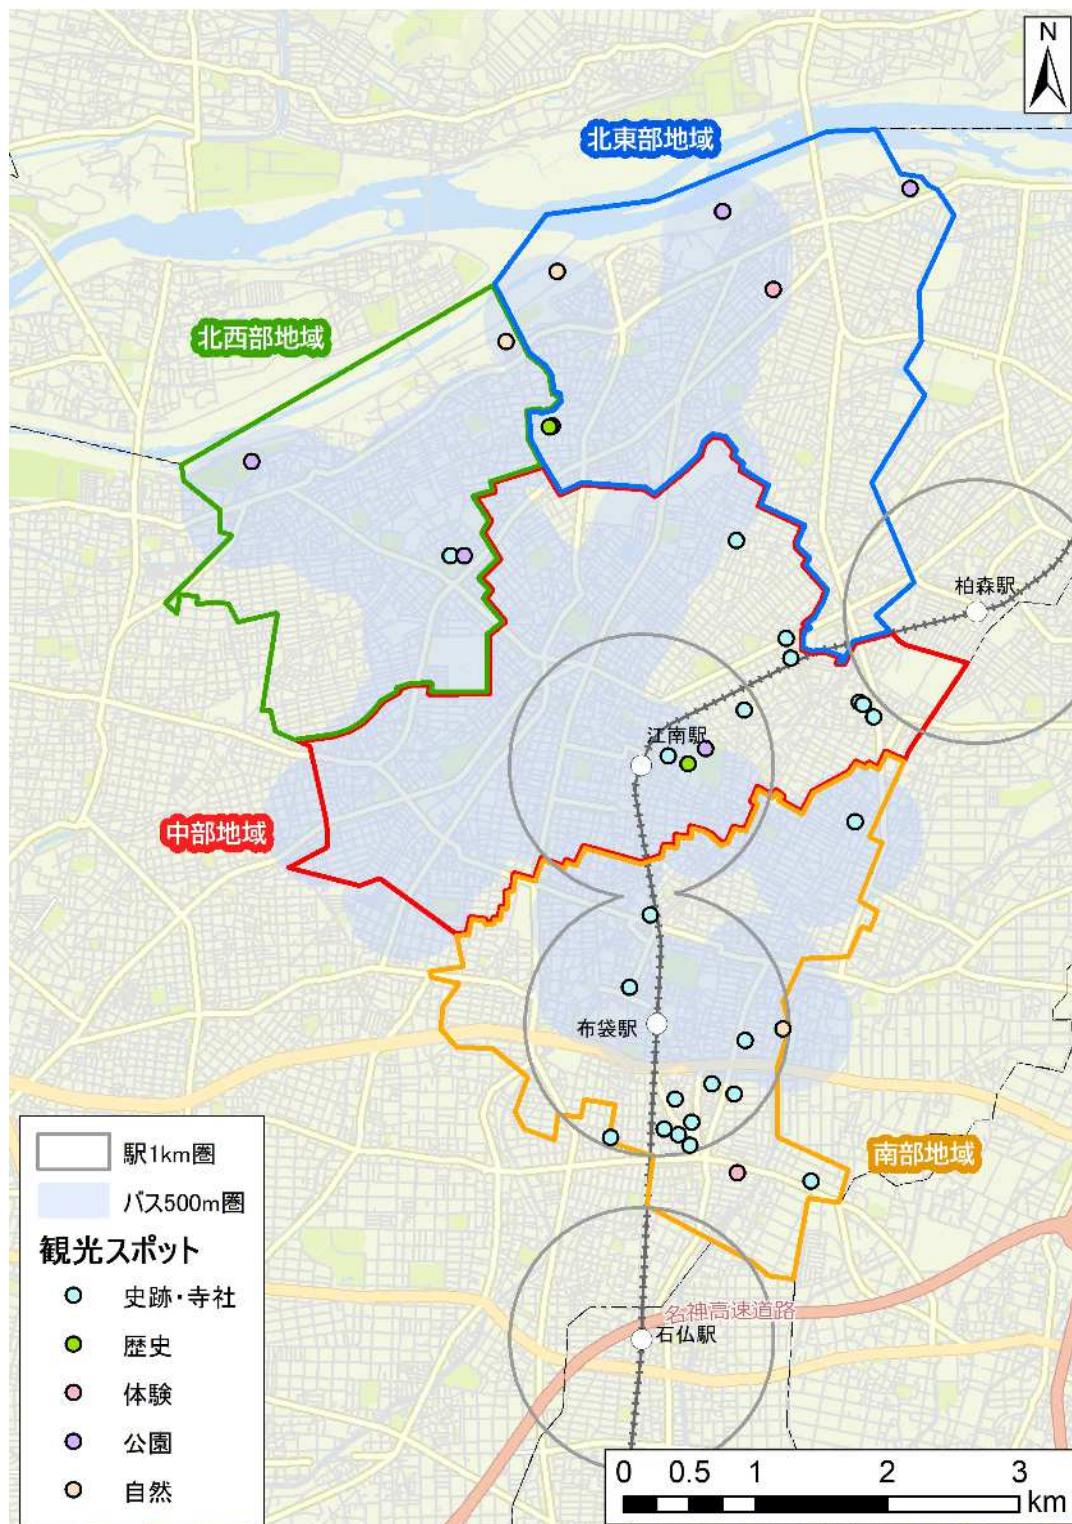 N
北東部地域
北西部地域
柏森駅
江南駅
中部地域
布袋駅
南部地域
名神高速道路
石仏駅
駅1km圏
バス500m圏
観光スポット
史跡・寺社
歴史
体験
公園
自然
0 0.5 1 2 3
km